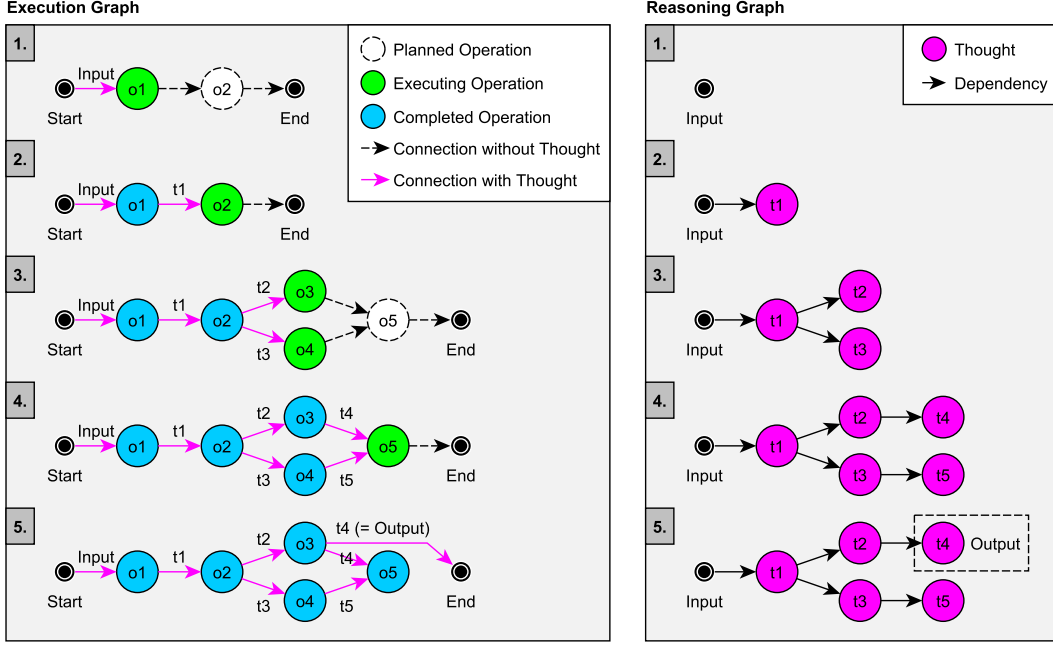 Execution Graph
1.
Input
o1
o2
Start
End
Planned Operation
Executing Operation
Completed Operation
Connection without Thought
Connection with Thought
2.
Input
t1
o1
o2
Start
End
3.
Input
t1
t2
t3
o1
o2
o3
o4
o5
Start
End
4.
Input
t1
t2
t4
t3
t5
o1
o2
o3
o4
o5
Start
End
5.
Input
t1
t2
t4 (= Output)
t4
t3
t5
o1
o2
o3
o4
o5
Start
End
Reasoning Graph
1.
Input
Thought
Dependency
2.
t1
Input
3.
t2
t1
t3
Input
4.
t2
t4
t1
t3
t5
Input
5.
t2
t4
Output
t1
t3
t5
Input